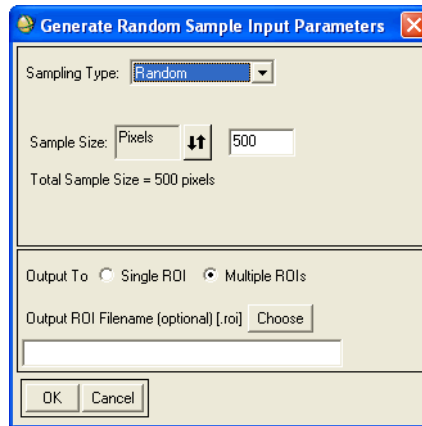 Generate Random Sample Input Parameters
Sampling Type: Random
Sample Size: Pixels 500
Total Sample Size = 500 pixels
Output To Single ROI Multiple ROIs
Output ROI Filename (optional) [.roi] Choose
OK Cancel